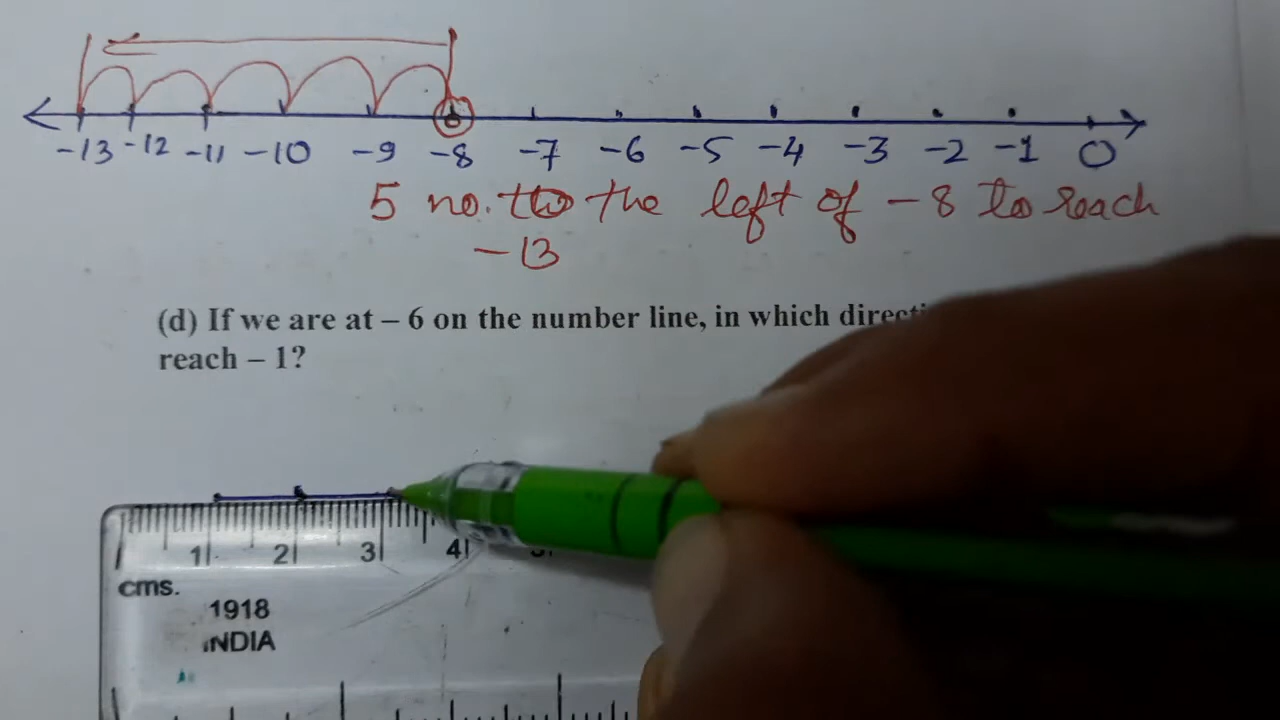 -13 -12 -11 -10 -9 -8 -7 -6 -5 -4 -3 -2 -1 0
5 no. to the left of -8 to reach
-13
(d) If we are at – 6 on the number line, in which
reach – 1?
1 2 3 4
cms.
1918
INDIA